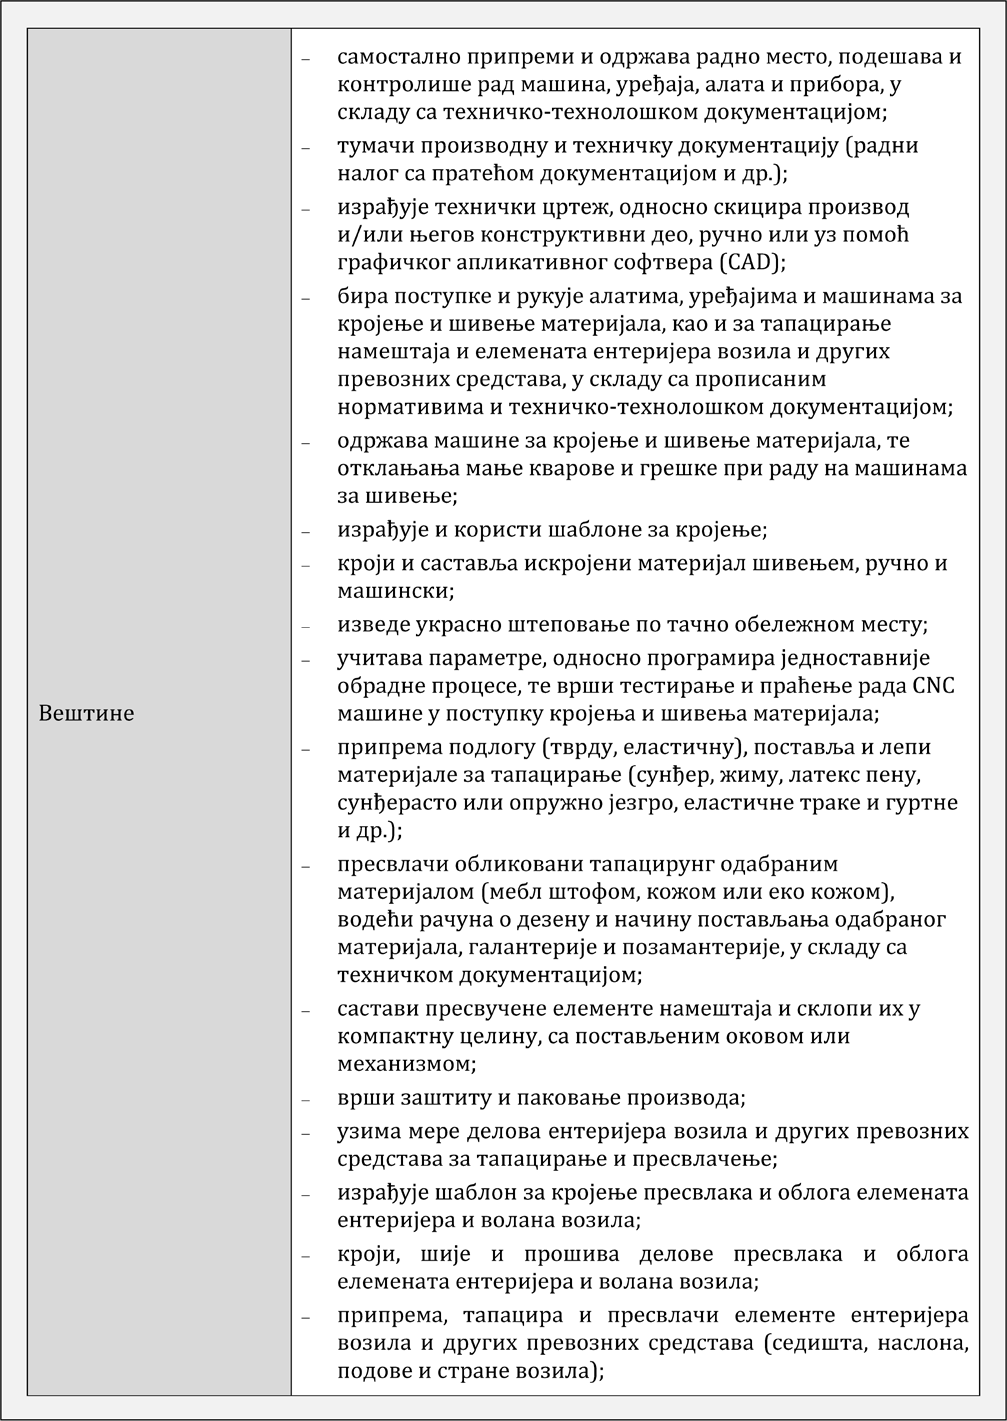 Вештине
– самостално припреми и одржава радно место, подешава и
контролише рад машина, уређаја, алата и прибора, у
складу са техничко-технолошком документацијом;
– тумачи производну и техничку документацију (радни
налог са пратећом документацијом и др.);
– израђује технички цртеж, односно скицира производ
и/или његов конструктивни део, ручно или уз помоћ
графичког апликативног софтвера (CAD);
– бира поступке и рукује алатима, уређајима и машинама за
кројење и шивење материјала, као и за тапацирање
намештаја и елемената ентеријера возила и других
превозних средстава, у складу са прописаним
нормативима и техничко-технолошком документацијом;
– одржава машине за кројење и шивење материјала, те
отклањања мање кварове и грешке при раду на машинама
за шивење;
– израђује и користи шаблоне за кројење;
– кроји и саставља искројени материјал шивењем, ручно и
машински;
– изведе украсно штеповање по тачно обележном месту;
– учитава параметре, односно програмира једноставније
обрадне процесе, те врши тестирање и праћење рада CNC
машине у поступку кројења и шивења материјала;
– припрема подлогу (тврду, еластичну), поставља и лепи
материјале за тапацирање (сунђер, жиму, латекс пену,
сунђерасто или опружно језгро, еластичне траке и гуртне
и др.);
– пресвлачи обликовани тапацирунг одабраним
материјалом (мебл штофом, кожом или еко кожом),
водећи рачуна о дезену и начину постављања одабраног
материјала, галантерије и позамантерије, у складу са
техничком документацијом;
– састави пресвучене елементе намештаја и склопи их у
компактну целину, са постављеним оковом или
механизмом;
– врши заштиту и паковање производа;
– узима мере делова ентеријера возила и других превозних
средстава за тапацирање и пресвлачење;
– израђује шаблон за кројење пресвлака и облога елемената
ентеријера и волана возила;
– кроји, шије и прошива делове пресвлака и облога
елемената ентеријера и волана возила;
– припрема, тапацира и пресвлачи елементе ентеријера
возила и других превозних средстава (седишта, наслона,
подове и стране возила);